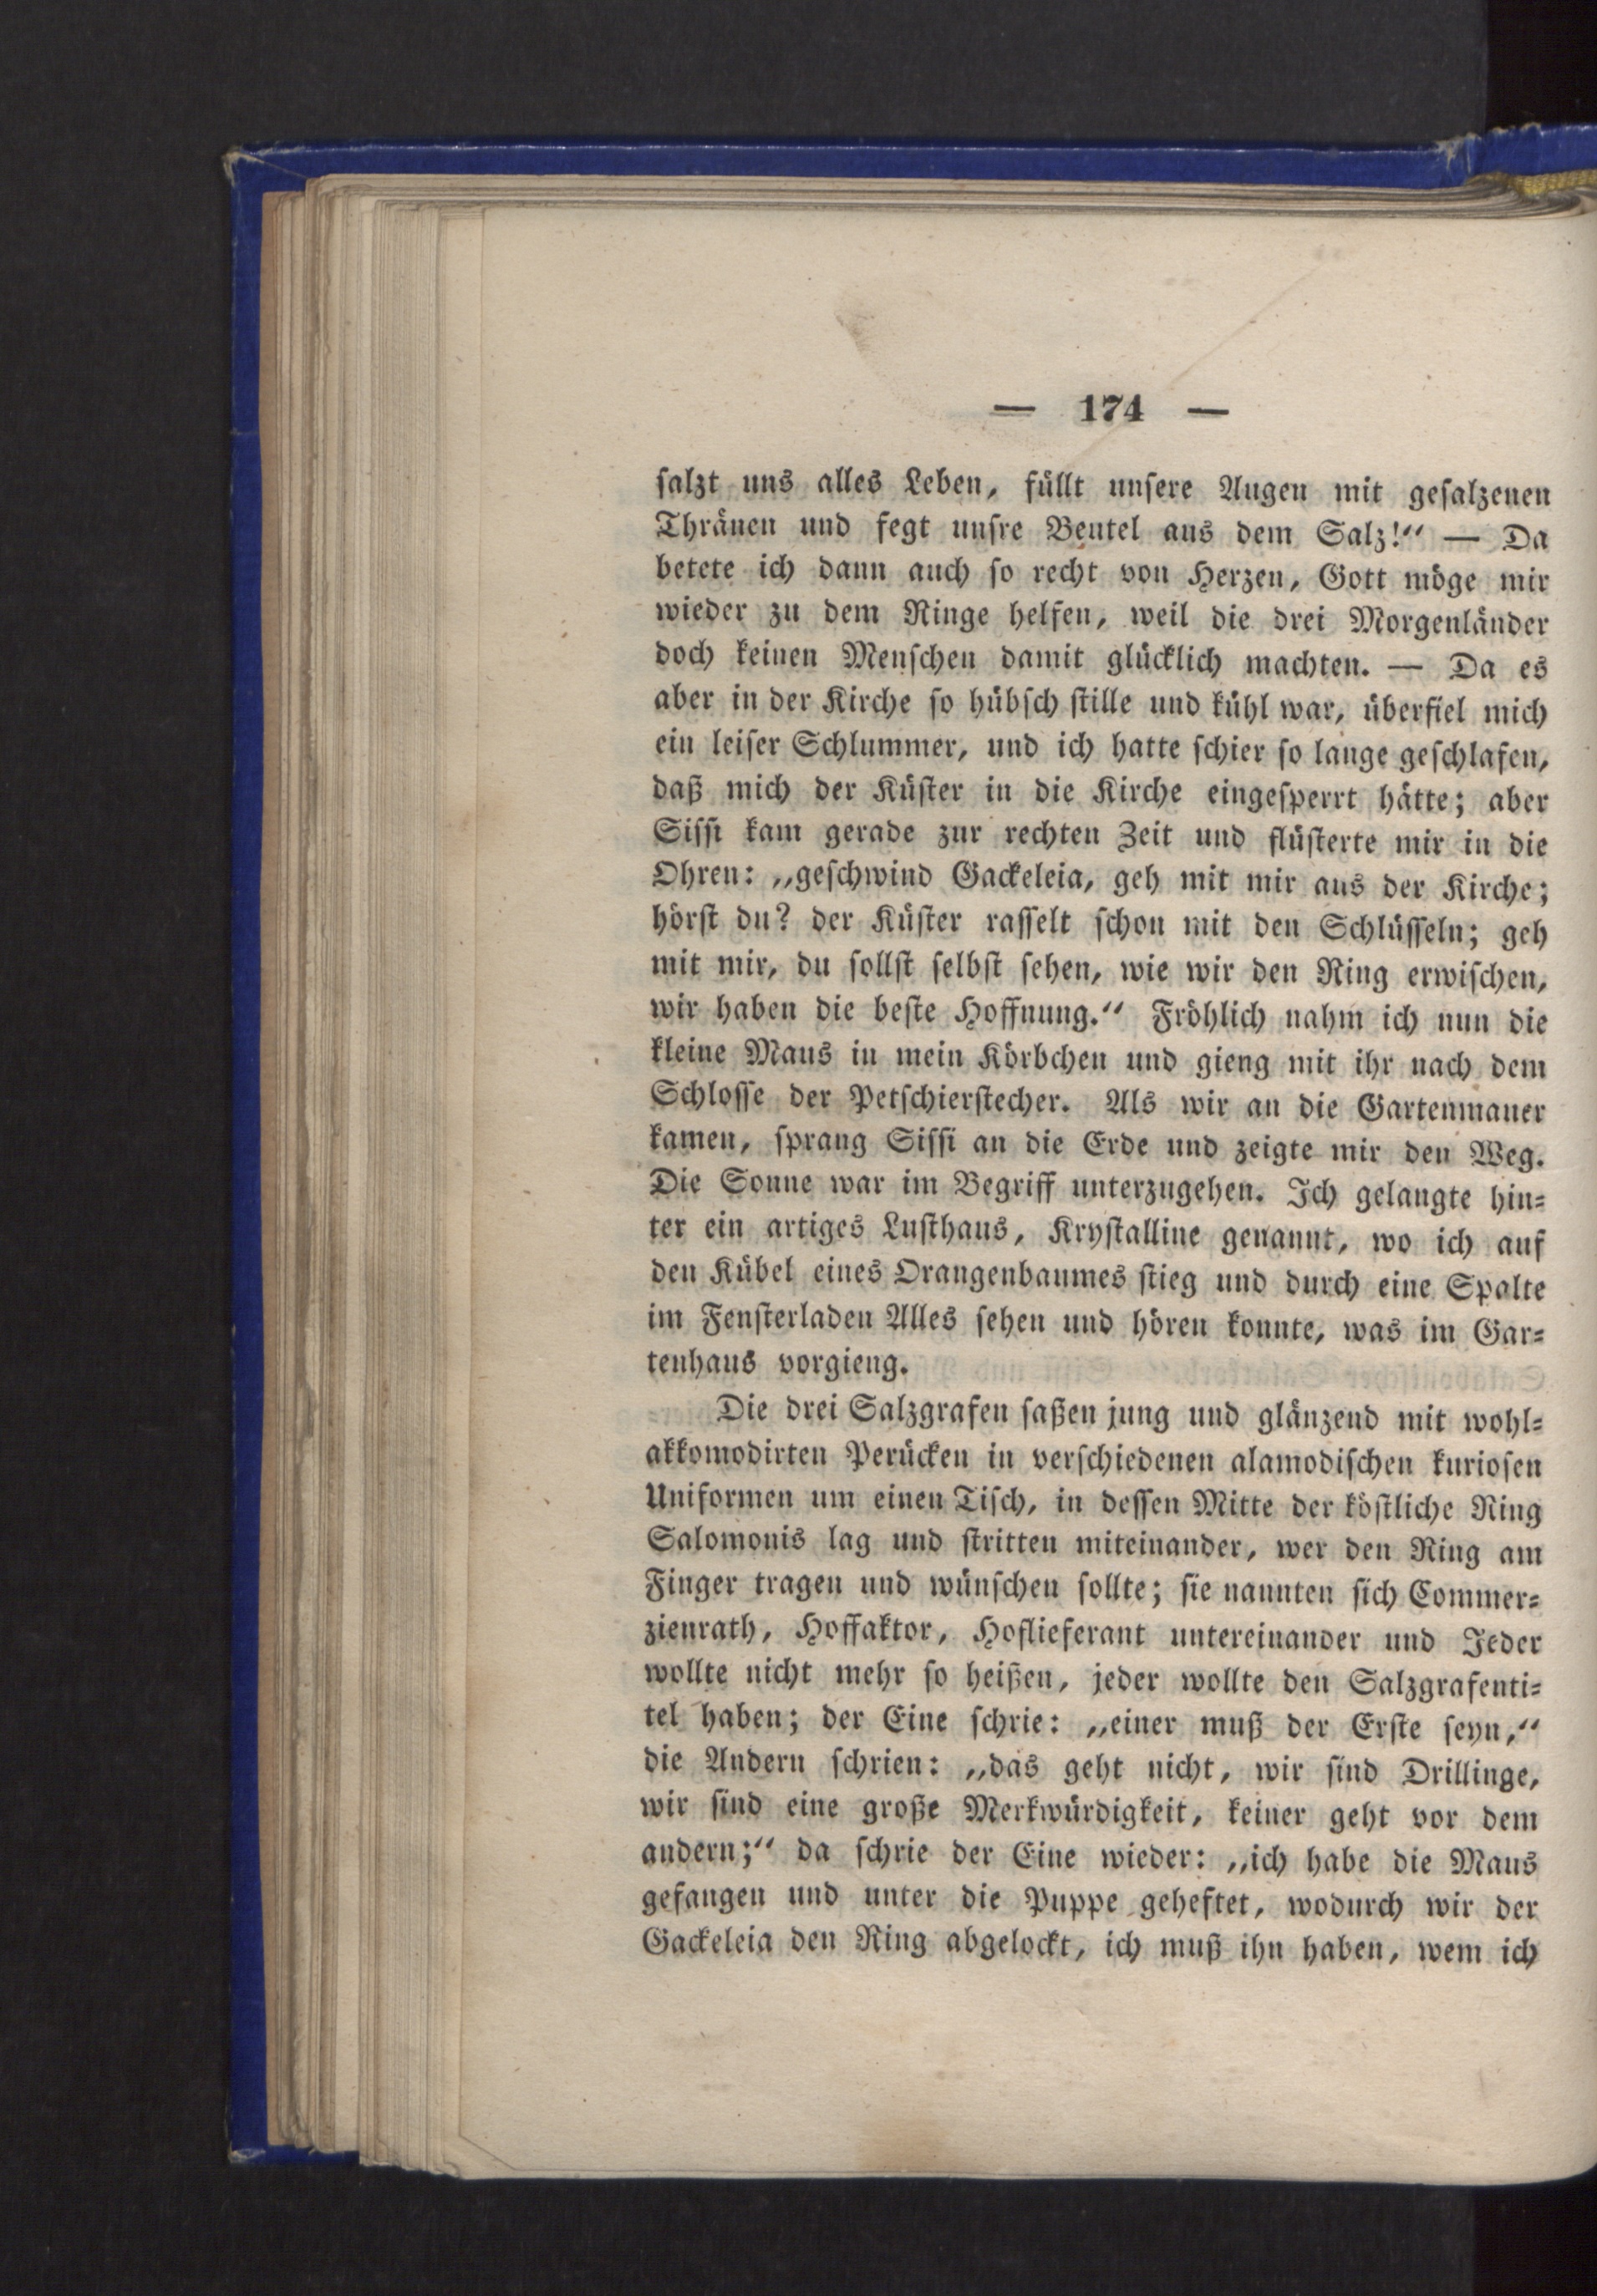 — 174 —
salzt uns alles Leben, füllt unsere Augen mit gesalzenen
Thränen und fegt unsre Beutel aus dem Salz!“ — Da
betete ich dann auch so recht von Herzen, Gott möge mir
wieder zu dem Ringe helfen, weil die drei Morgenländer
doch keinen Menschen damit glücklich machten. — Da es
aber in der Kirche so hübsch stille und kühl war, überfiel mich
ein leiser Schlummer, und ich hatte schier so lange geschlafen,
daß mich der Küster in die Kirche eingesperrt hätte; aber
Sissi kam gerade zur rechten Zeit und flüsterte mir in die
Ohren: „geschwind Gackeleia, geh mit mir aus der Kirche;
hörst du? der Küster rasselt schon mit den Schlüsseln; geh
mit mir, du sollst selbst sehen, wie wir den Ring erwischen,
wir haben die beste Hoffnung.“ Fröhlich nahm ich nun die
kleine Maus in mein Körbchen und gieng mit ihr nach dem
Schlosse der Petschierstecher. Als wir an die Gartenmauer
kamen, sprang Sissi an die Erde und zeigte mir den Weg.
Die Sonne war im Begriff unterzugehen. Ich gelangte hin-
ter ein artiges Lusthaus, Krystalline genannt, wo ich auf
den Kübel eines Orangenbaumes stieg und durch eine Spalte
im Fensterladen Alles sehen und hören konnte, was im Gar-
tenhaus vorgieng.
Die drei Salzgrafen saßen jung und glänzend mit wohl-
akkomodirten Perücken in verschiedenen alamodischen kuriosen
Uniformen um einen Tisch, in dessen Mitte der köstliche Ring
Salomonis lag und stritten miteinander, wer den Ring am
Finger tragen und wünschen sollte; sie nannten sich Commer-
zienrath, Hoffaktor, Hoflieferant untereinander und Jeder
wollte nicht mehr so heißen, jeder wollte den Salzgrafenti-
tel haben; der Eine schrie: „einer muß der Erste seyn,“
die Andern schrien: „das geht nicht, wir sind Drillinge,
wir sind eine große Merkwürdigkeit, keiner geht vor dem
andern;“ da schrie der Eine wieder: „ich habe die Maus
gefangen und unter die Puppe geheftet, wodurch wir der
Gackeleia den Ring abgelockt, ich muß ihn haben, wem ich